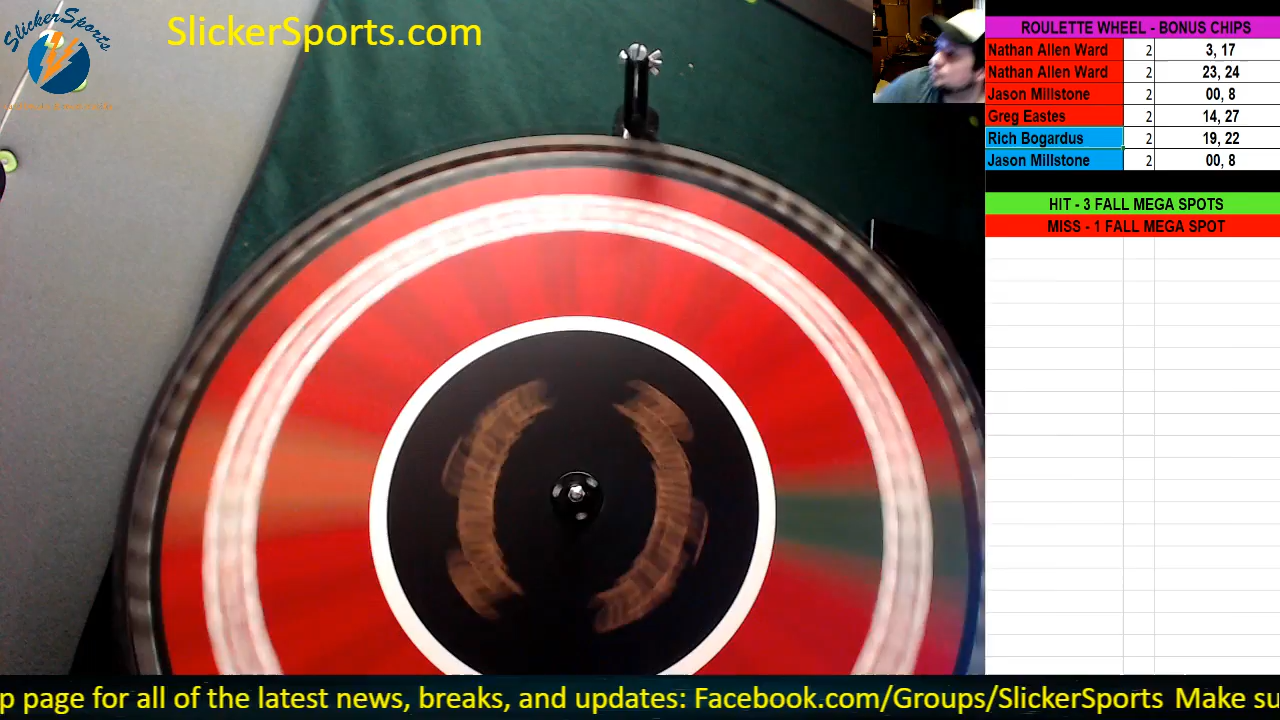 SlickerSports
SlickerSports.com
ROULETTE WHEEL - BONUS CHIPS
Nathan Allen Ward 2 3, 17
Nathan Allen Ward 2 23, 24
Jason Millstone 2 00, 8
Greg Eastes 2 14, 27
Rich Bogardus 2 19, 22
Jason Millstone 2 00, 8
HIT - 3 FALL MEGA SPOTS
MISS - 1 FALL MEGA SPOT
p page for all of the latest news, breaks, and updates: Facebook.com/Groups/SlickerSports Make su